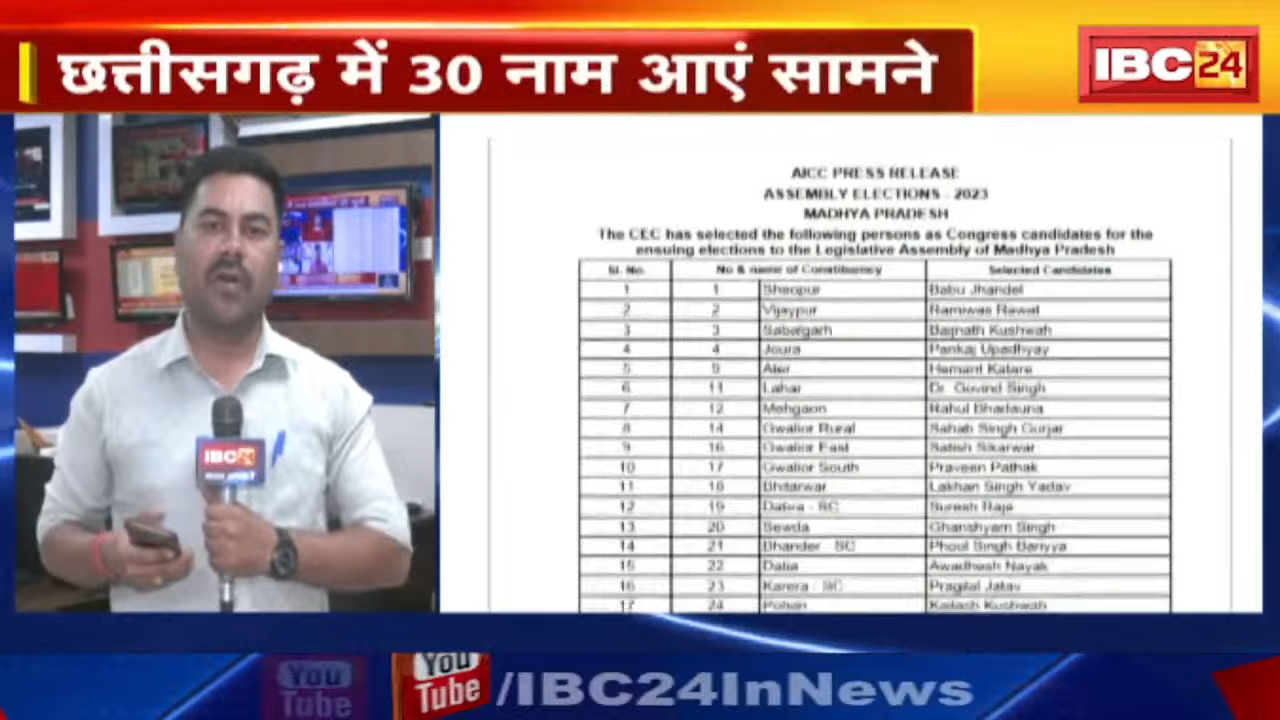 छत्तीसगढ़ में 30 नाम आएं सामने
IBC24
AICC PRESS RELEASE
ASSEMBLY ELECTIONS - 2023
MADHYA PRADESH
The CEC has selected the following persons as Congress candidates for the
ensuing elections to the Legislative Assembly of Madhya Pradesh
Sl. No. No & name of Constituency Selected Candidates
1 1 Sheopur Babu Jhandel
2 2 Vijaypur Ramiwas Rawat
3 3 Sabalgarh Baijnath Kushwah
4 4 Joura Pankaj Upadhyay
5 9 Ater Hemant Katare
6 11 Lahar Dr. Govind Singh
7 12 Mehgaon Rahul Bhadauria
8 14 Gwalior Rural Sahab Singh Gurjar
9 16 Gwalior East Satish Sikarwar
10 17 Gwalior South Praveen Pathak
11 18 Bhitarwar Lakhan Singh Yadav
12 19 Dabra - SC Suresh Raje
13 20 Sewda Ghanshyam Singh
14 21 Bhander - SC Phool Singh Bariyya
15 22 Datia Awadhesh Nayak
16 23 Karera - SC Pragilal Jatav
17 24 Pohari Kailash Kushwah
IBC24
You Tube
You Tube /IBC24InNews